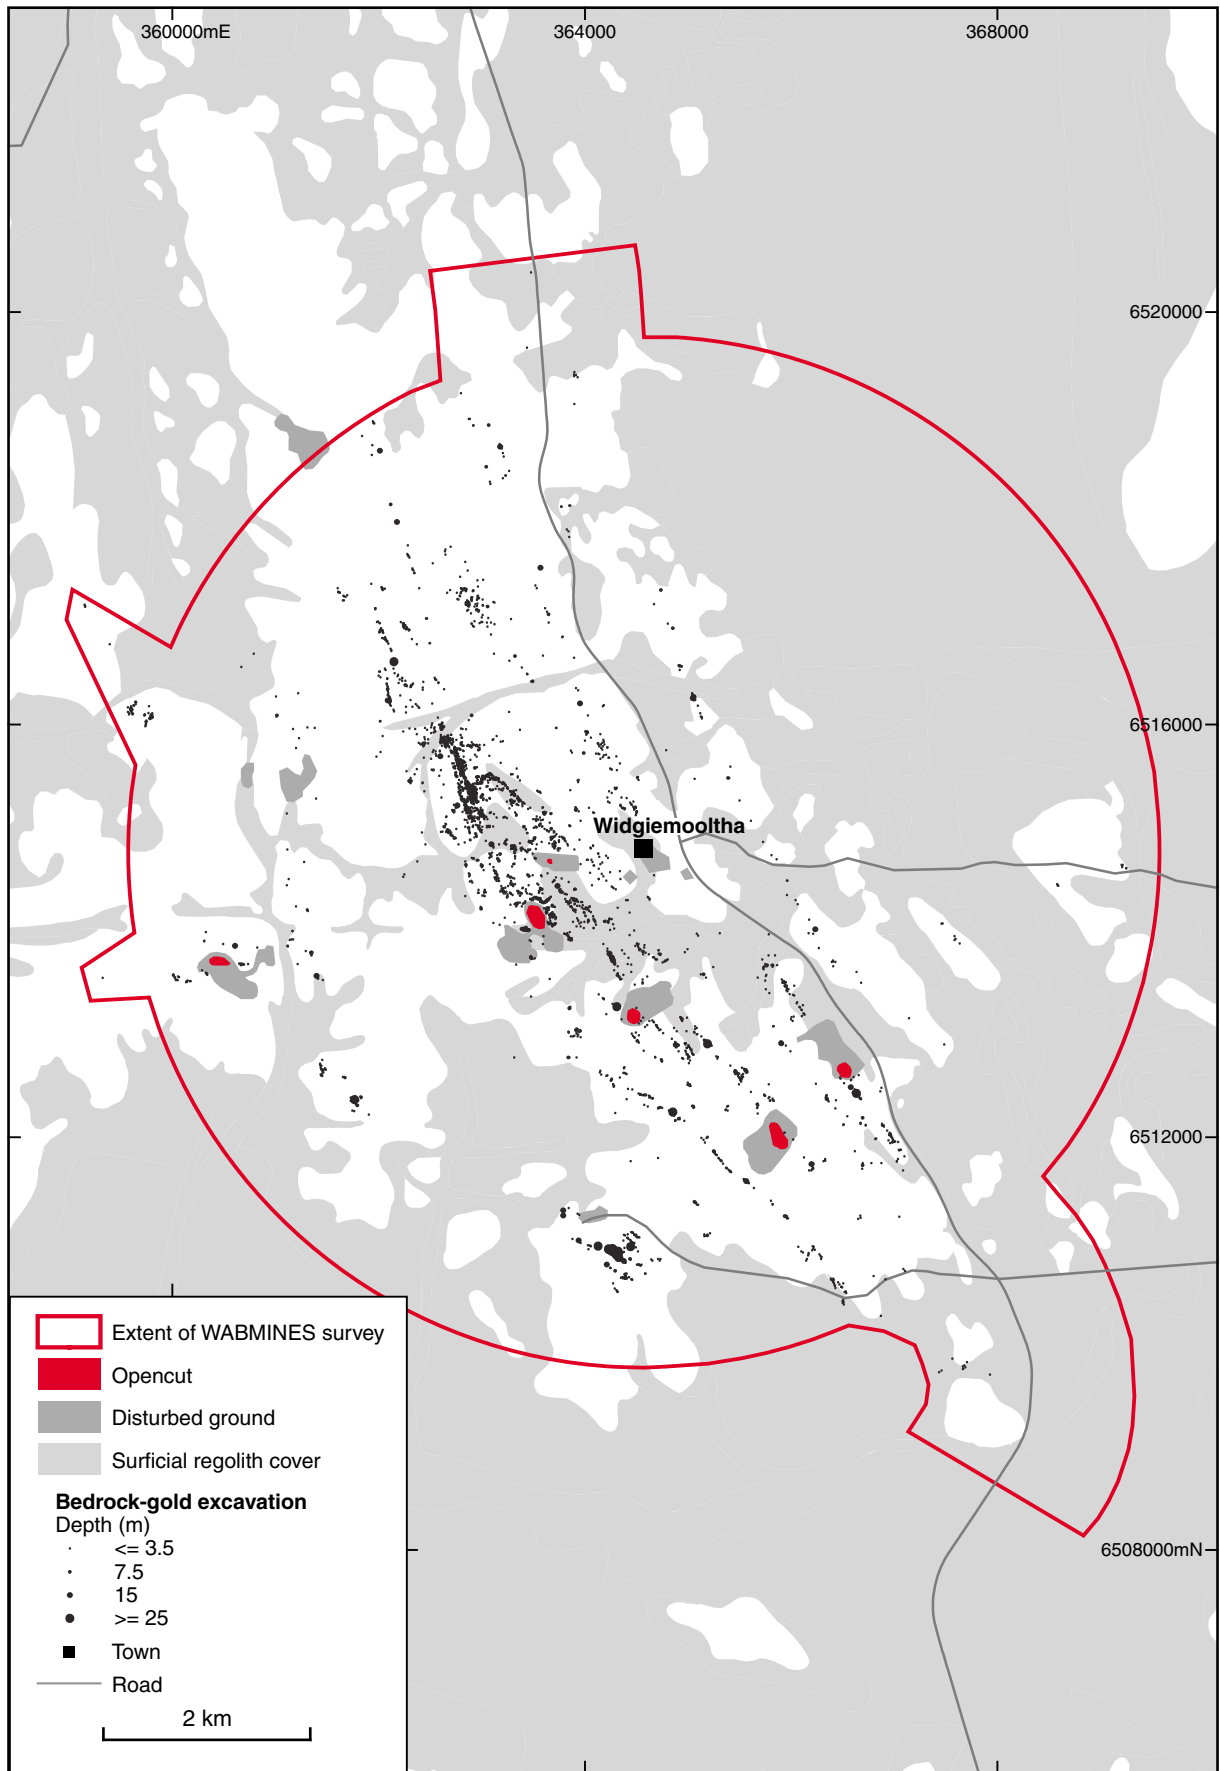 360000mE
364000
368000
6520000
6516000
Widgiemooltha
6512000
6508000mN
Extent of WABMINES survey
Opencut
Disturbed ground
Surficial regolith cover
Bedrock-gold excavation
Depth (m)
<= 3.5
7.5
15
>= 25
Town
Road
2 km